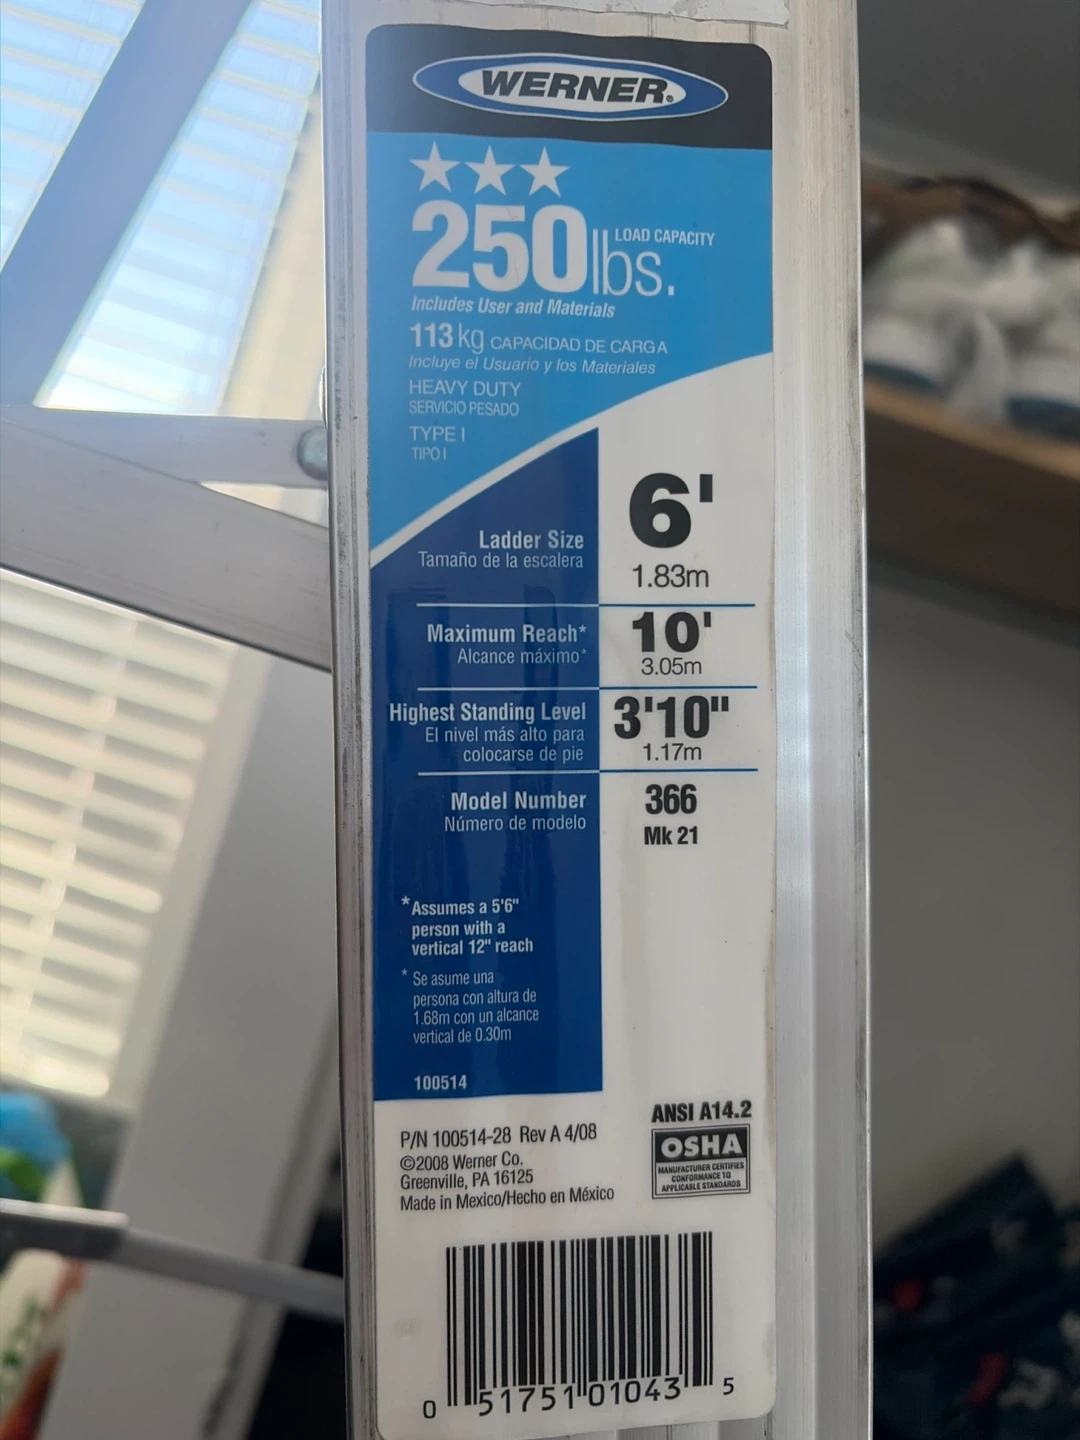 WERNER®
250 lbs. LOAD CAPACITY
Includes User and Materials
113 kg CAPACIDAD DE CARGA
Incluye el Usuario y los Materiales
HEAVY DUTY
SERVICIO PESADO
TYPE I
TIPO I
Ladder Size 6'
Tamaño de la escalera 1.83m
Maximum Reach* 10'
Alcance máximo* 3.05m
Highest Standing Level 3'10"
El nivel más alto para
colocarse de pie 1.17m
Model Number 366
Número de modelo Mk 21
*Assumes a 5'6"
person with a
vertical 12" reach
* Se asume una
persona con altura de
1.68m con un alcance
vertical de 0.30m
100514
P/N 100514-28 Rev A 4/08
©2008 Werner Co.
Greenville, PA 16125
Made in Mexico/Hecho en México
ANSI A14.2
OSHA
MANUFACTURER CERTIFIES
CONFORMANCE TO
APPLICABLE STANDARDS
0 51751 01043 5